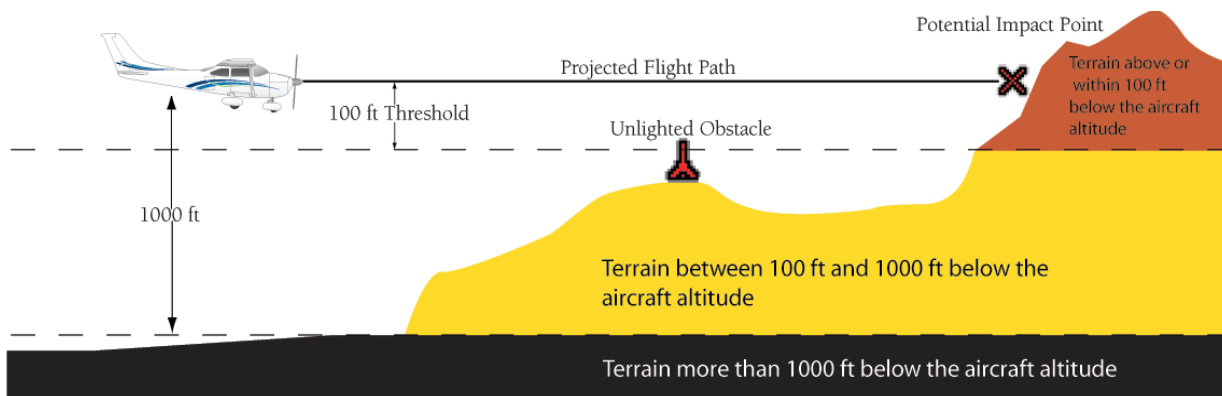 Potential Impact Point
Projected Flight Path
Terrain above or
within 100 ft
below the aircraft
altitude
100 ft Threshold
Unlighted Obstacle
1000 ft
Terrain between 100 ft and 1000 ft below the
aircraft altitude
Terrain more than 1000 ft below the aircraft altitude